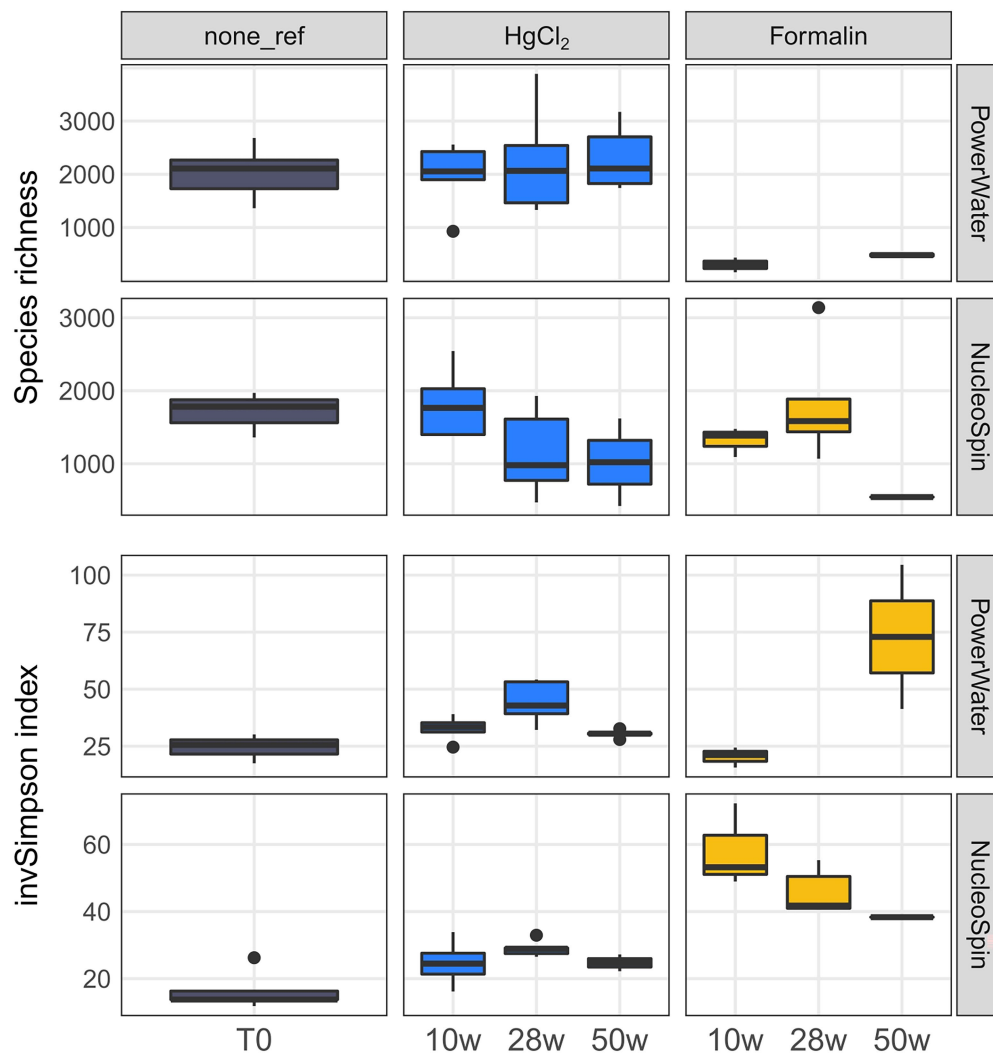 none_ref HgCl₂ Formalin
Species richness
3000
2000
1000
PowerWater
3000
2000
1000
NucleoSpin
invSimpson index
100
75
50
25
PowerWater
60
40
20
NucleoSpin
T0 10w 28w 50w 10w 28w 50w